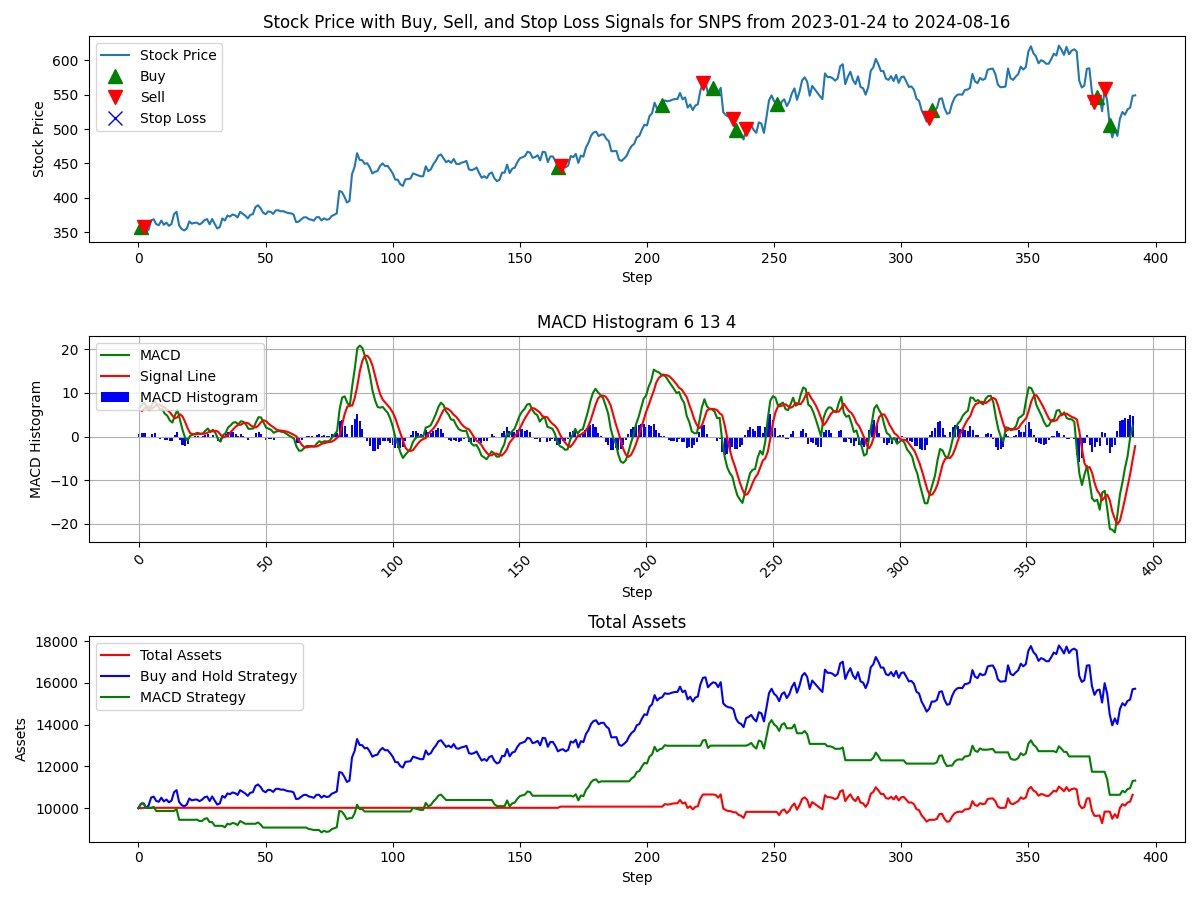 Stock Price with Buy, Sell, and Stop Loss Signals for SNPS from 2023-01-24 to 2024-08-16
Stock Price
Buy
Sell
Stop Loss
Stock Price
600
550
500
450
400
350
0 50 100 150 200 250 300 350 400
Step
MACD Histogram 6 13 4
MACD
Signal Line
MACD Histogram
MACD Histogram
20
10
0
−10
−20
0 50 100 150 200 250 300 350 400
Step
Total Assets
Total Assets
Buy and Hold Strategy
MACD Strategy
Assets
18000
16000
14000
12000
10000
0 50 100 150 200 250 300 350 400
Step